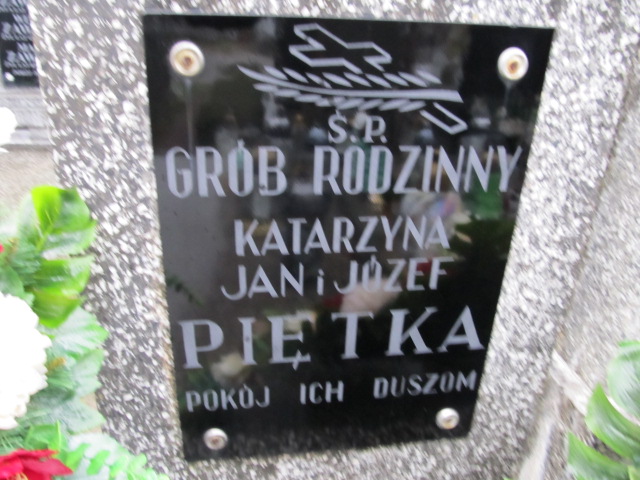 Ś.P.
GRÓB RODZINNY
KATARZYNA
JAN i JÓZEF
PIĘTKA
POKÓJ ICH DUSZOM